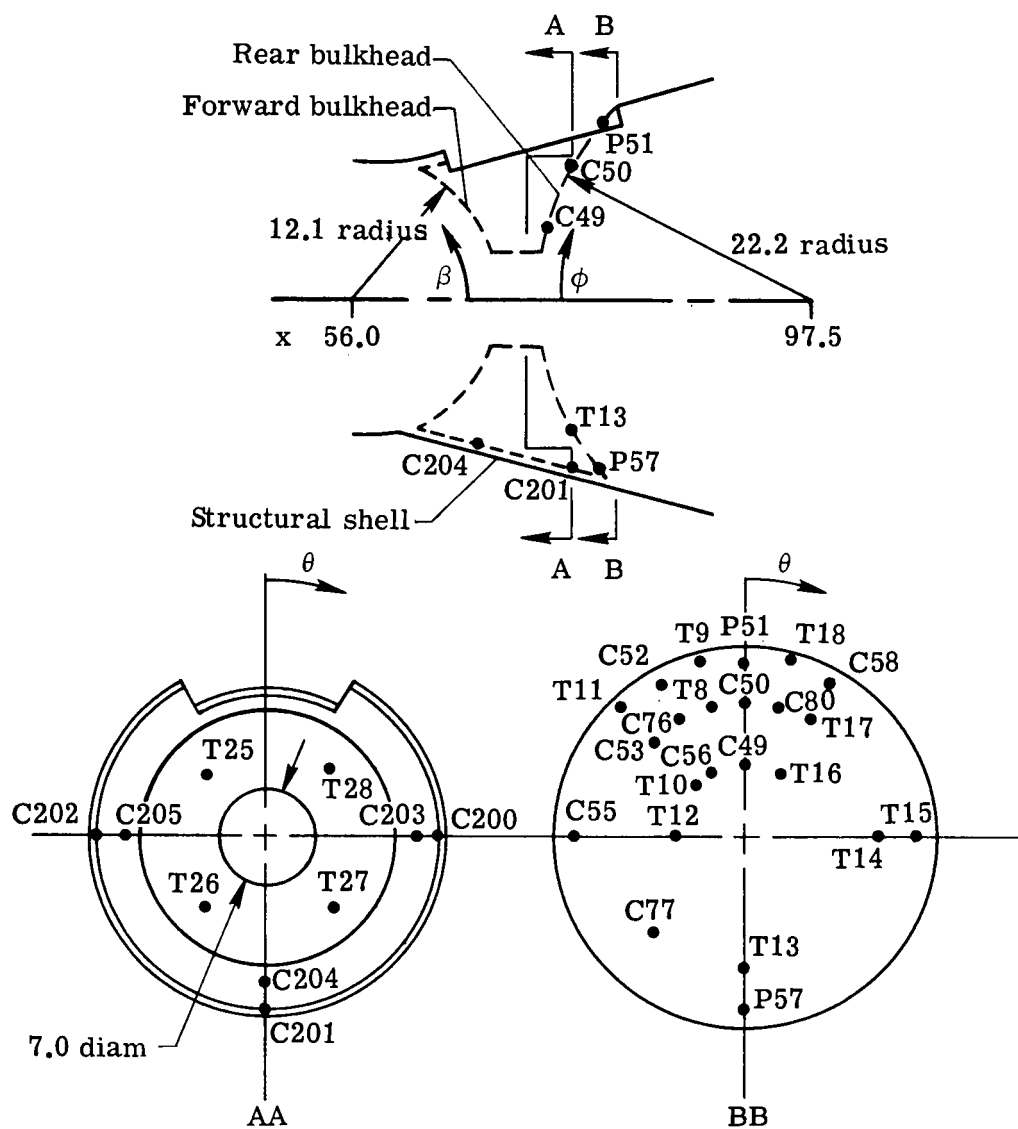 A B
Rear bulkhead
Forward bulkhead
P51
C50
C49
12.1 radius
22.2 radius
β
ϕ
x 56.0
97.5
T13
C204
P57
C201
Structural shell
A B
θ
θ
P51
T9
T18
C52
C58
T11
T8
C50
C80
C76
T17
C53
C56
C49
T10
T16
C55
T12
T15
T14
C77
T13
P57
BB
T25
T28
C202
C205
C203
C200
T26
T27
C204
C201
7.0 diam
AA